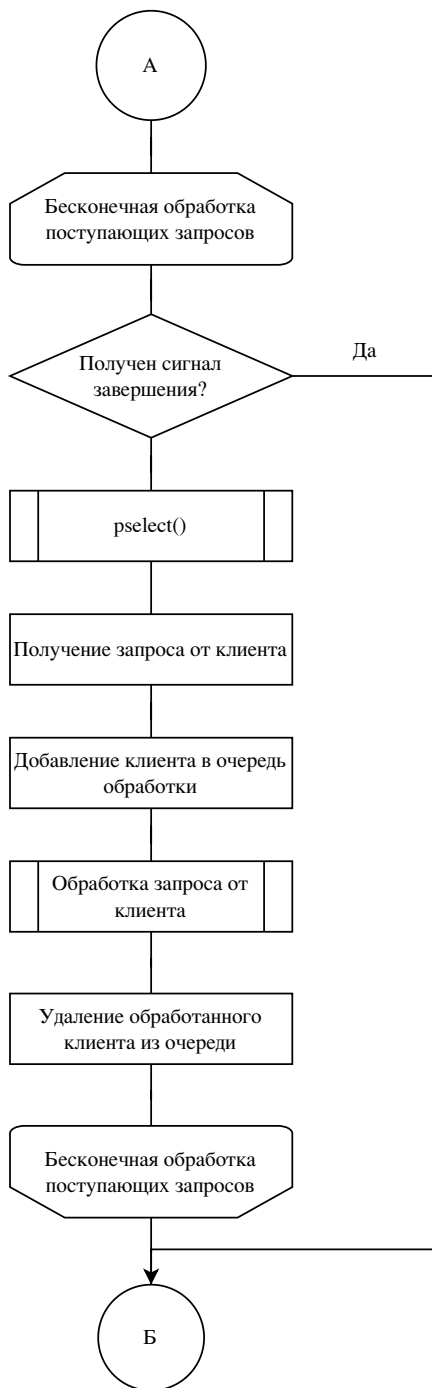 А
Бесконечная обработка
поступающих запросов
Получен сигнал
завершения?
Да
pselect()
Получение запроса от клиента
Добавление клиента в очередь
обработки
Обработка запроса от
клиента
Удаление обработанного
клиента из очереди
Бесконечная обработка
поступающих запросов
Б